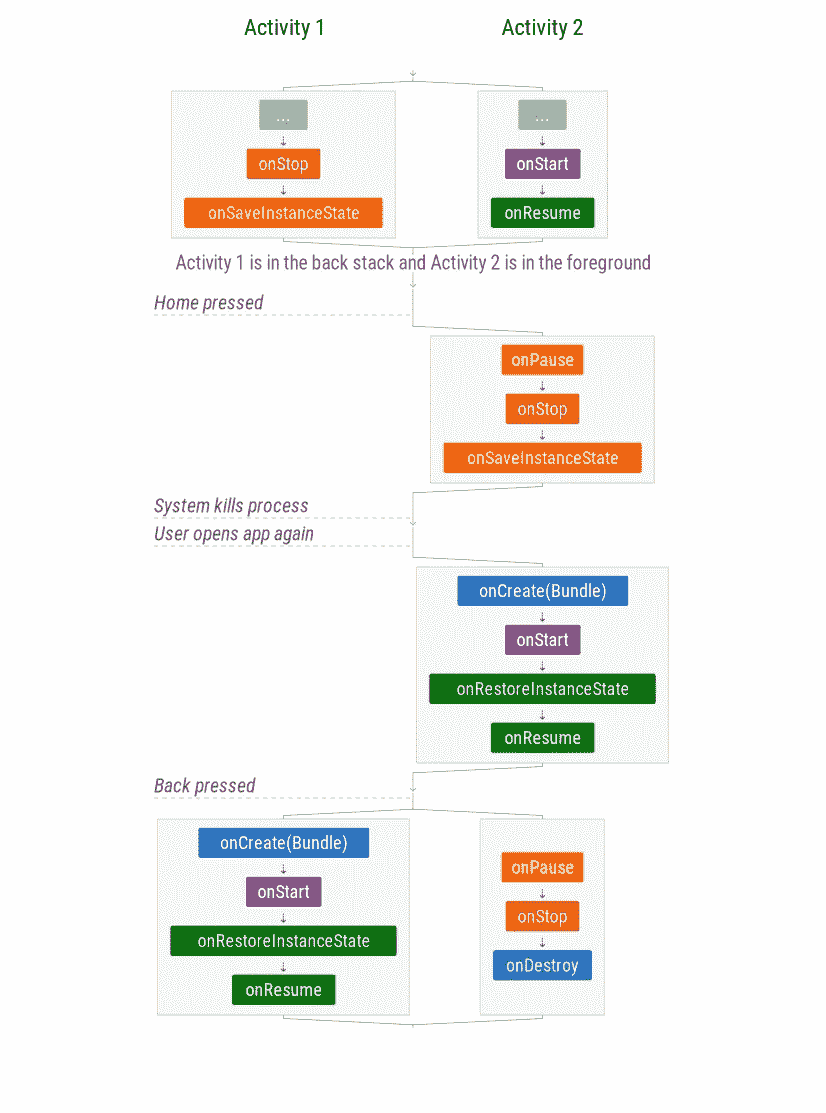 Activity 1
Activity 2
...
onStop
onSaveInstanceState
...
onStart
onResume
Activity 1 is in the back stack and Activity 2 is in the foreground
Home pressed
onPause
onStop
onSaveInstanceState
System kills process
User opens app again
onCreate(Bundle)
onStart
onRestoreInstanceState
onResume
Back pressed
onCreate(Bundle)
onStart
onRestoreInstanceState
onResume
onPause
onStop
onDestroy